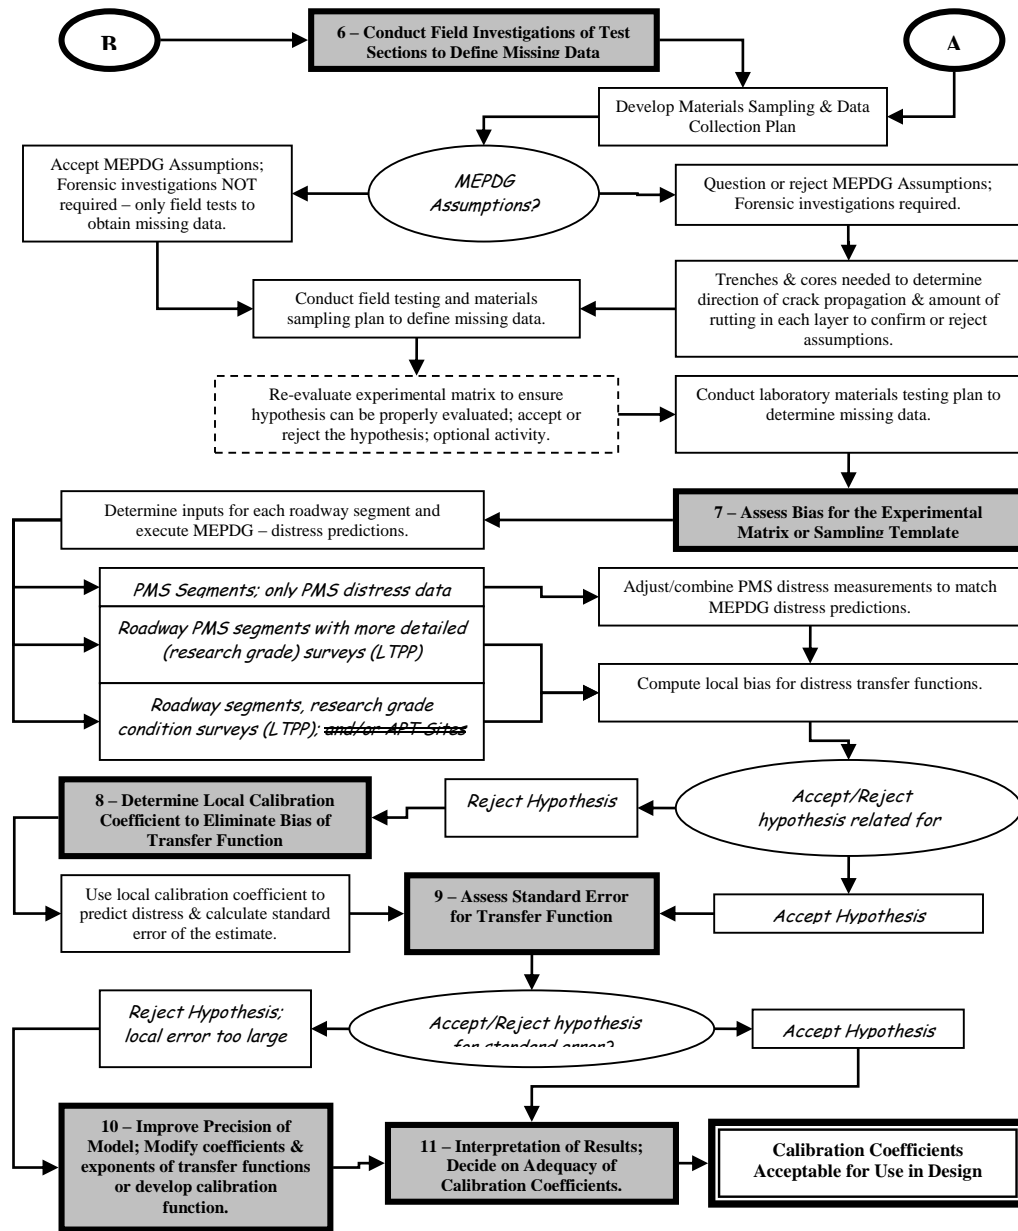 B
6 – Conduct Field Investigations of Test
Sections to Define Missing Data
A
Develop Materials Sampling & Data
Collection Plan
Accept MEPDG Assumptions;
Forensic investigations NOT
required – only field tests to
obtain missing data.
MEPDG
Assumptions?
Question or reject MEPDG Assumptions;
Forensic investigations required.
Conduct field testing and materials
sampling plan to define missing data.
Trenches & cores needed to determine
direction of crack propagation & amount of
rutting in each layer to confirm or reject
assumptions.
Re-evaluate experimental matrix to ensure
hypothesis can be properly evaluated; accept or
reject the hypothesis; optional activity.
Conduct laboratory materials testing plan to
determine missing data.
Determine inputs for each roadway segment and
execute MEPDG – distress predictions.
7 – Assess Bias for the Experimental
Matrix or Sampling Template
PMS Segments; only PMS distress data
Adjust/combine PMS distress measurements to match
MEPDG distress predictions.
Roadway PMS segments with more detailed
(research grade) surveys (LTPP)
Compute local bias for distress transfer functions.
Roadway segments, research grade
condition surveys (LTPP); and/or APT Sites
8 – Determine Local Calibration
Coefficient to Eliminate Bias of
Transfer Function
Reject Hypothesis
Accept/Reject
hypothesis related for
Use local calibration coefficient to
predict distress & calculate standard
error of the estimate.
9 – Assess Standard Error
for Transfer Function
Accept Hypothesis
Reject Hypothesis;
local error too large
Accept/Reject hypothesis
for standard error?
Accept Hypothesis
10 – Improve Precision of
Model; Modify coefficients &
exponents of transfer functions
or develop calibration
function.
11 – Interpretation of Results;
Decide on Adequacy of
Calibration Coefficients.
Calibration Coefficients
Acceptable for Use in Design